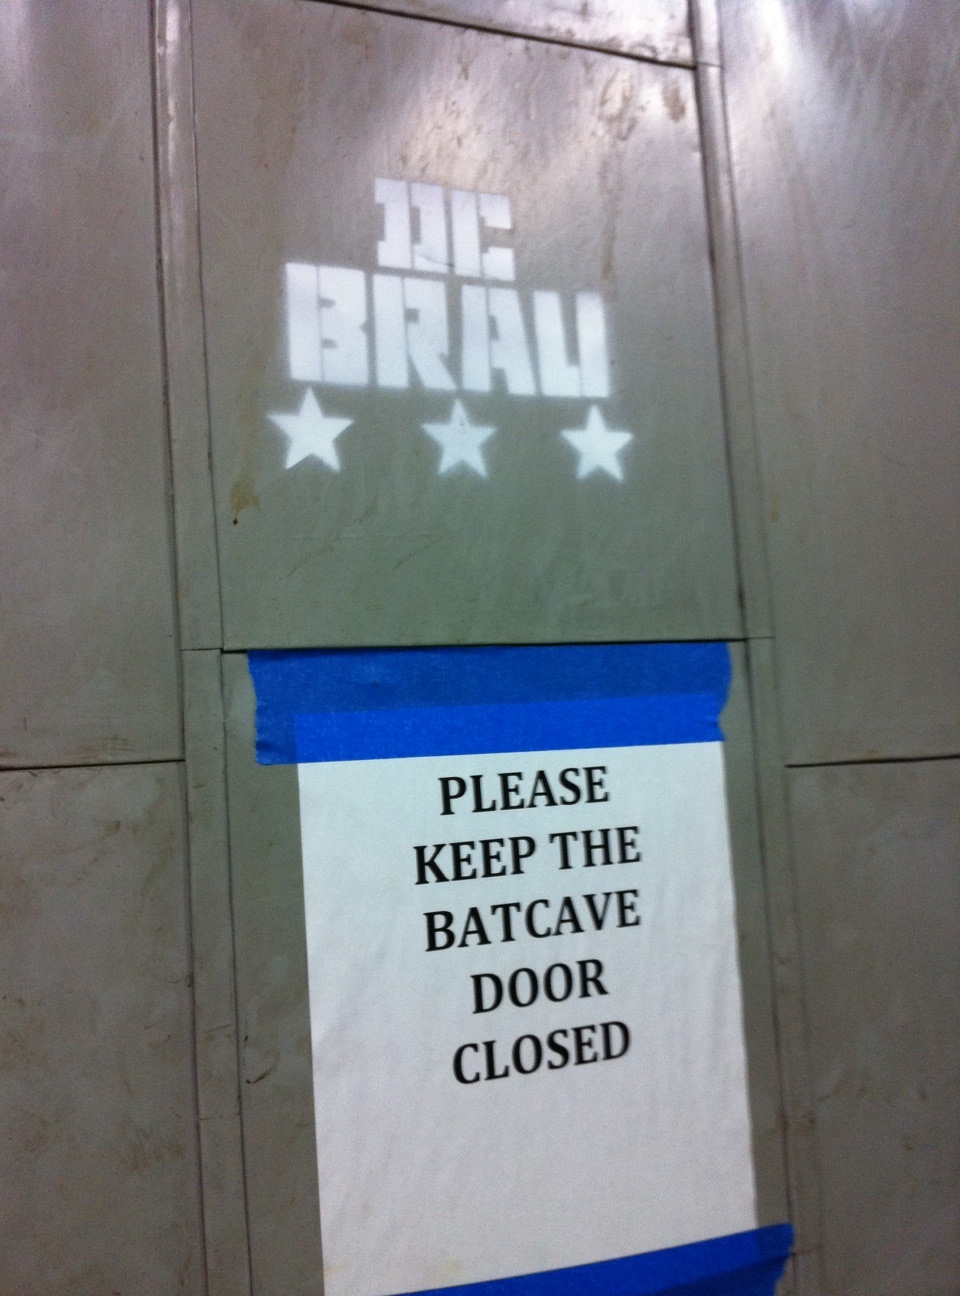 DC
BRAU
PLEASE
KEEP THE
BATCAVE
DOOR
CLOSED